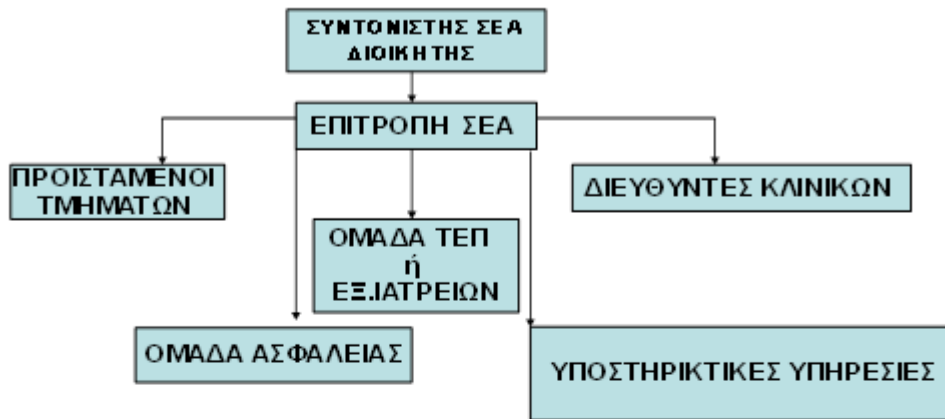 ΣΥΝΤΟΝΙΣΤΗΣ ΣΕΑ
ΔΙΟΙΚΗΤΗΣ
ΕΠΙΤΡΟΠΗ ΣΕΑ
ΠΡΟΙΣΤΑΜΕΝΟΙ
ΤΜΗΜΑΤΩΝ
ΔΙΕΥΘΥΝΤΕΣ ΚΛΙΝΙΚΩΝ
ΟΜΑΔΑ ΤΕΠ
ή
ΕΞ.ΙΑΤΡΕΙΩΝ
ΟΜΑΔΑ ΑΣΦΑΛΕΙΑΣ
ΥΠΟΣΤΗΡΙΚΤΙΚΕΣ ΥΠΗΡΕΣΙΕΣ